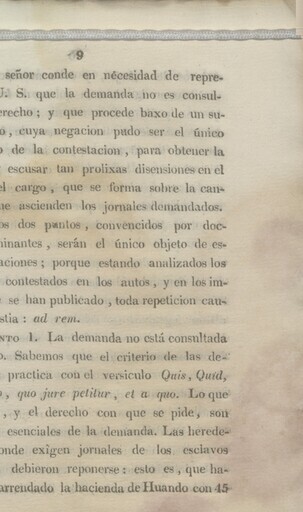 9
señor conde en necesidad de repre-
J. S. que la demanda no es consul-
erecho; y que procede baxo de un su-
o, cuya negacion pudo ser el único
o de la contestacion, para obtener la
escusar tan prolixas disensiones en el
el cargo, que se forma sobre la can-
ue ascienden los jornales demandados.
os dos puntos, convencidos por doc-
minantes, serán el único objeto de es-
aciones; porque estando analizados los
contestados en los autos, y en los im-
se han publicado, toda repeticion cau-
stia: ad rem.
NTO 1. La demanda no está consultada
o. Sabemos que el criterio de las de-
practica con el versiculo Quis, Quid,
o, quo jure petitur, et a quo. Lo que
, y el derecho con que se pide, son
esenciales de la demanda. Las herede-
onde exigen jornales de los esclavos
debieron reponerse: esto es, que ha-
arrendado la hacienda de Huando con 45